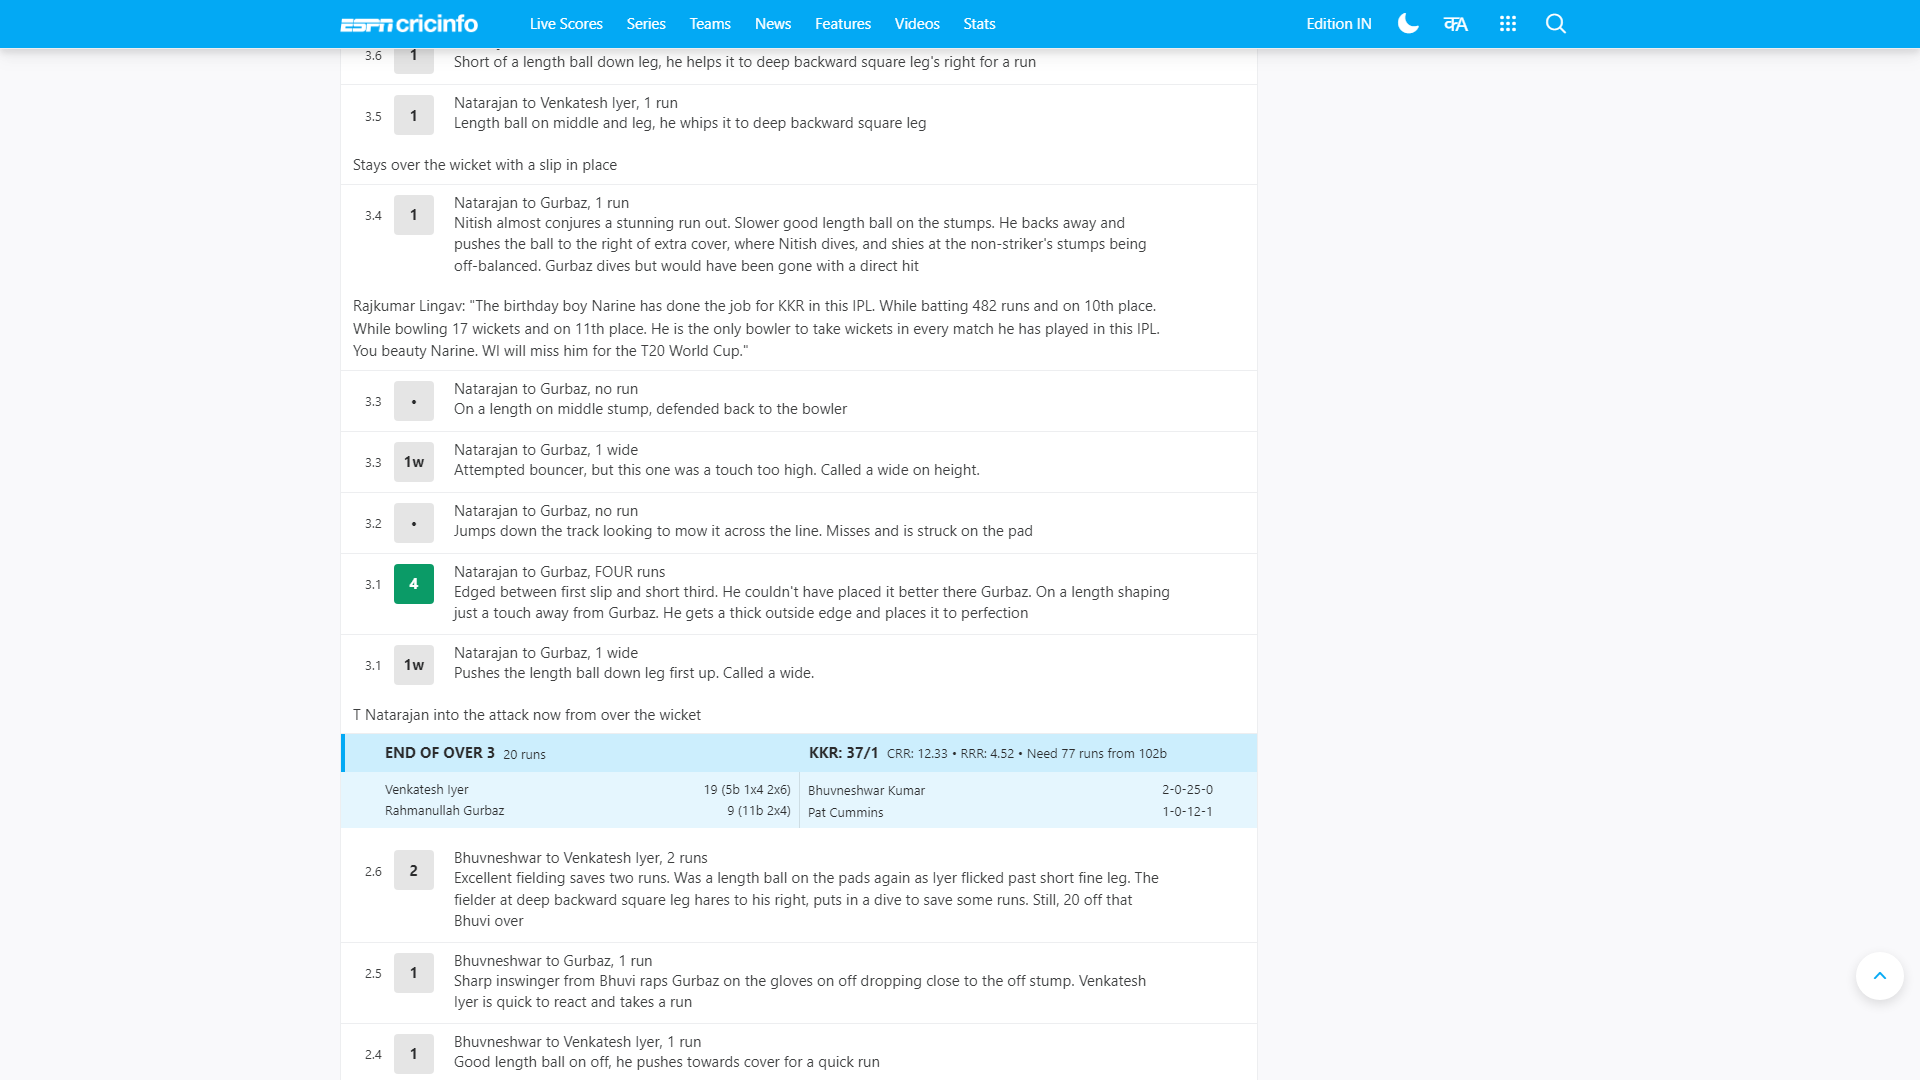 ESPN cricinfo Live Scores Series Teams News Features Videos Stats Edition IN क A
3.6 1
Short of a length ball down leg, he helps it to deep backward square leg's right for a run
3.5 1 Natarajan to Venkatesh Iyer, 1 run
Length ball on middle and leg, he whips it to deep backward square leg
Stays over the wicket with a slip in place
3.4 1 Natarajan to Gurbaz, 1 run
Nitish almost conjures a stunning run out. Slower good length ball on the stumps. He backs away and
pushes the ball to the right of extra cover, where Nitish dives, and shies at the non-striker's stumps being
off-balanced. Gurbaz dives but would have been gone with a direct hit
Rajkumar Lingav: "The birthday boy Narine has done the job for KKR in this IPL. While batting 482 runs and on 10th place.
While bowling 17 wickets and on 11th place. He is the only bowler to take wickets in every match he has played in this IPL.
You beauty Narine. WI will miss him for the T20 World Cup."
3.3 • Natarajan to Gurbaz, no run
On a length on middle stump, defended back to the bowler
3.3 1w Natarajan to Gurbaz, 1 wide
Attempted bouncer, but this one was a touch too high. Called a wide on height.
3.2 • Natarajan to Gurbaz, no run
Jumps down the track looking to mow it across the line. Misses and is struck on the pad
3.1 4 Natarajan to Gurbaz, FOUR runs
Edged between first slip and short third. He couldn't have placed it better there Gurbaz. On a length shaping
just a touch away from Gurbaz. He gets a thick outside edge and places it to perfection
3.1 1w Natarajan to Gurbaz, 1 wide
Pushes the length ball down leg first up. Called a wide.
T Natarajan into the attack now from over the wicket
END OF OVER 3 20 runs KKR: 37/1 CRR: 12.33 • RRR: 4.52 • Need 77 runs from 102b
Venkatesh Iyer 19 (5b 1x4 2x6) Bhuvneshwar Kumar 2-0-25-0
Rahmanullah Gurbaz 9 (11b 2x4) Pat Cummins 1-0-12-1
2.6 2 Bhuvneshwar to Venkatesh Iyer, 2 runs
Excellent fielding saves two runs. Was a length ball on the pads again as Iyer flicked past short fine leg. The
fielder at deep backward square leg hares to his right, puts in a dive to save some runs. Still, 20 off that
Bhuvi over
2.5 1 Bhuvneshwar to Gurbaz, 1 run
Sharp inswinger from Bhuvi raps Gurbaz on the gloves on off dropping close to the off stump. Venkatesh
Iyer is quick to react and takes a run
2.4 1 Bhuvneshwar to Venkatesh Iyer, 1 run
Good length ball on off, he pushes towards cover for a quick run